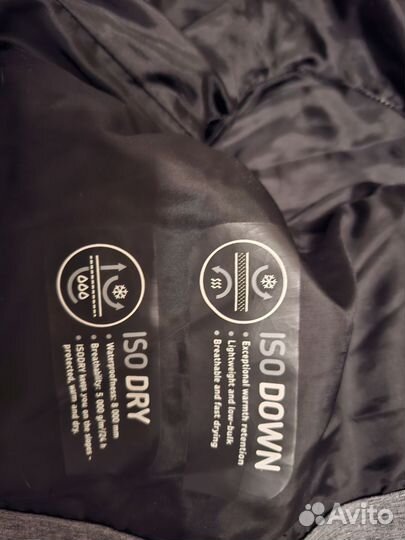 ISO DOWN
• Exceptional warmth retention
• Lightweight and low-bulk
• Breathable and fast drying
ISO DRY
• Waterproofness: 8 000 mm
• Breathability: 5 000 g/m²/24 h
• ISODRY keep you on the slopes -
protected, warm and dry.
Avito